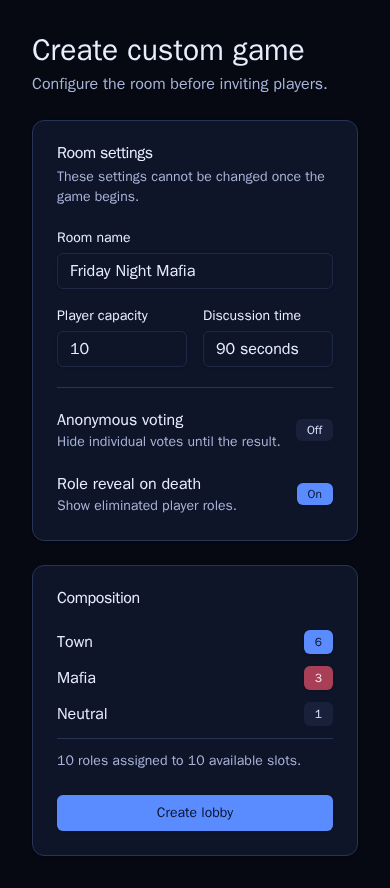 Create custom game
Configure the room before inviting players.
Room settings
These settings cannot be changed once the
game begins.
Room name
Friday Night Mafia
Player capacity
Discussion time
10
90 seconds
Anonymous voting
Hide individual votes until the result.
Off
Role reveal on death
Show eliminated player roles.
On
Composition
Town
6
Mafia
3
Neutral
1
10 roles assigned to 10 available slots.
Create lobby